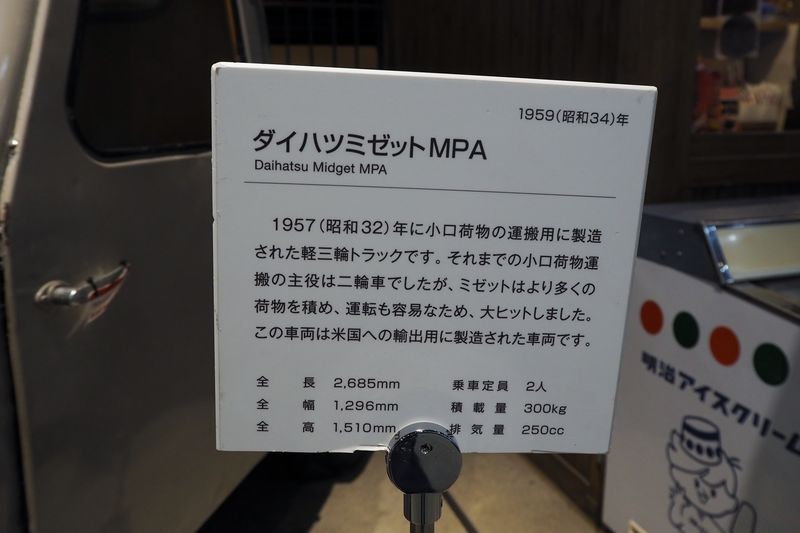 1959(昭和34)年
ダイハツミゼットMPA
Daihatsu Midget MPA
1957(昭和32)年に小口荷物の運搬用に製造
された軽三輪トラックです。それまでの小口荷物運
搬の主役は二輪車でしたが、ミゼットはより多くの
荷物を積め、運転も容易なため、大ヒットしました。
この車両は米国への輸出用に製造された車両です。
全長 2,685mm 乗車定員 2人
全幅 1,296mm 積載量 300kg
全高 1,510mm 排気量 250cc
明治アイスクリーム